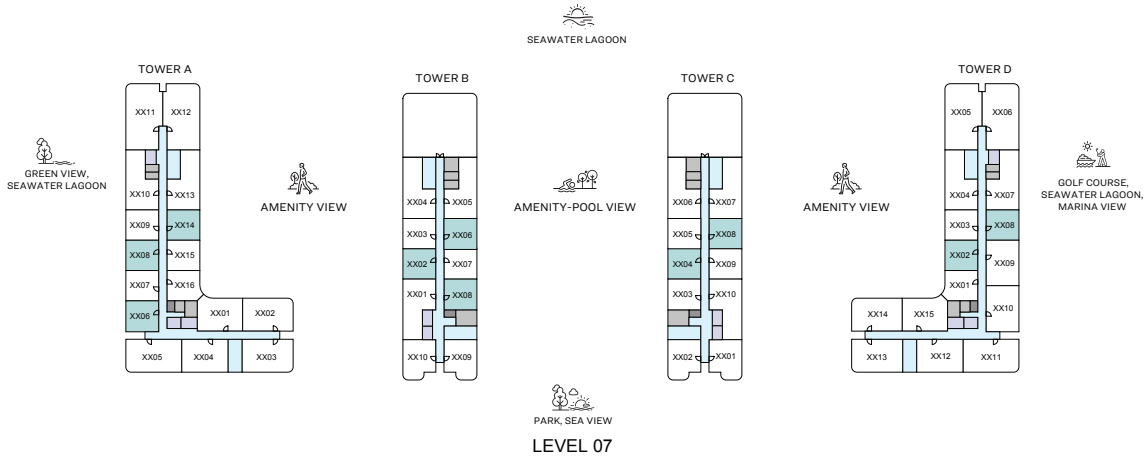 SEAWATER LAGOON
TOWER A
TOWER B
TOWER C
TOWER D
XX11 XX12
XX10 XX13
XX09 XX14
XX08 XX15
XX07 XX16
XX06
XX01 XX02
XX05 XX04 XX03
XX04 XX05
XX03 XX06
XX02 XX07
XX01 XX08
XX10 XX09
XX06 XX07
XX05 XX08
XX04 XX09
XX03 XX10
XX02 XX01
XX05 XX06
XX04 XX07
XX03 XX08
XX02 XX09
XX01
XX10
XX14 XX15
XX13 XX12 XX11
GREEN VIEW,
SEAWATER LAGOON
AMENITY VIEW
AMENITY-POOL VIEW
AMENITY VIEW
GOLF COURSE,
SEAWATER LAGOON,
MARINA VIEW
PARK, SEA VIEW
LEVEL 07